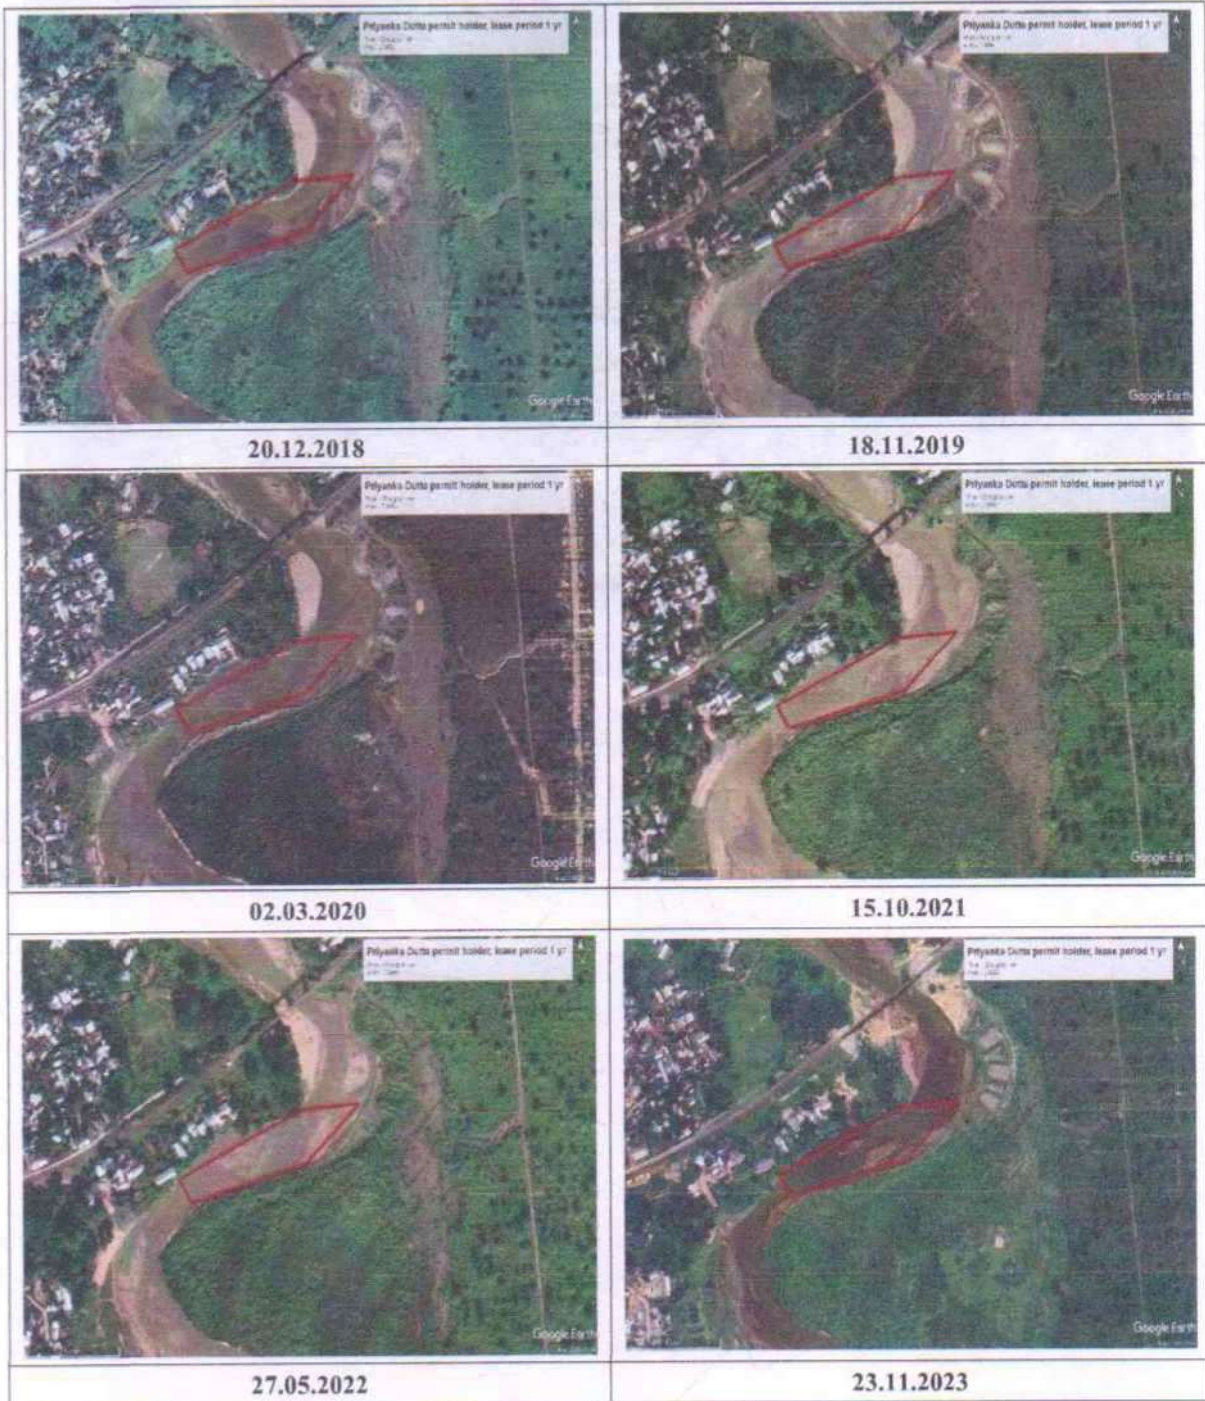 Priyanka Dutta permit holder, lease period 1 yr
Google Earth
Priyanka Dutta permit holder, lease period 1 yr
Google Earth
20.12.2018
18.11.2019
Priyanka Dutta permit holder, lease period 1 yr
Google Earth
Priyanka Dutta permit holder, lease period 1 yr
Google Earth
02.03.2020
15.10.2021
Priyanka Dutta permit holder, lease period 1 yr
Google Earth
Priyanka Dutta permit holder, lease period 1 yr
Google Earth
27.05.2022
23.11.2023